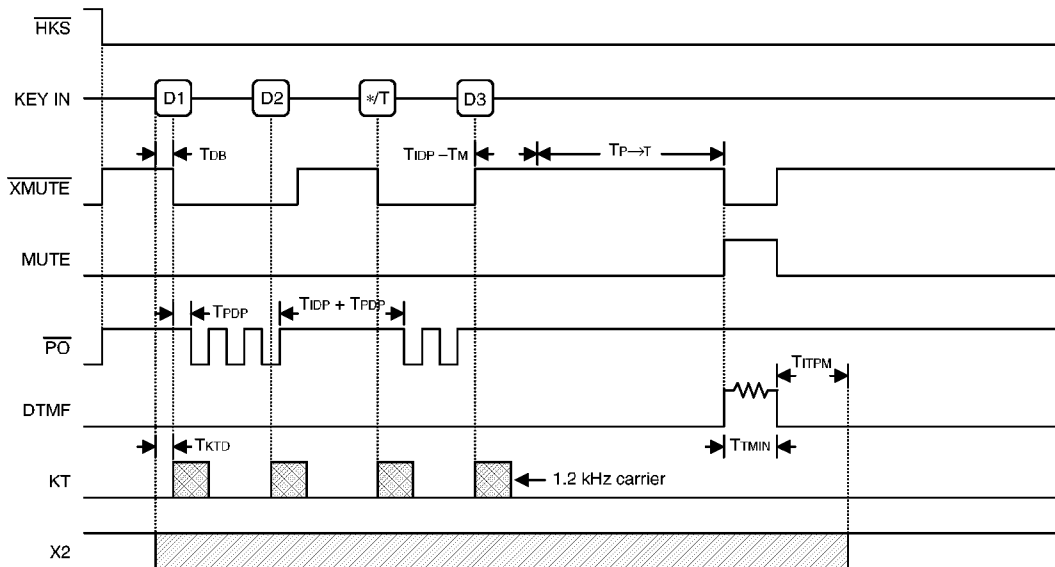 HKS
KEY IN D1 D2 */T D3
TDB TIDP –TM TP→T
XMUTE
MUTE
TPDP TIDP + TPDP
PO
TITPM
DTMF
TKTD TTMIN
KT 1.2 kHz carrier
X2